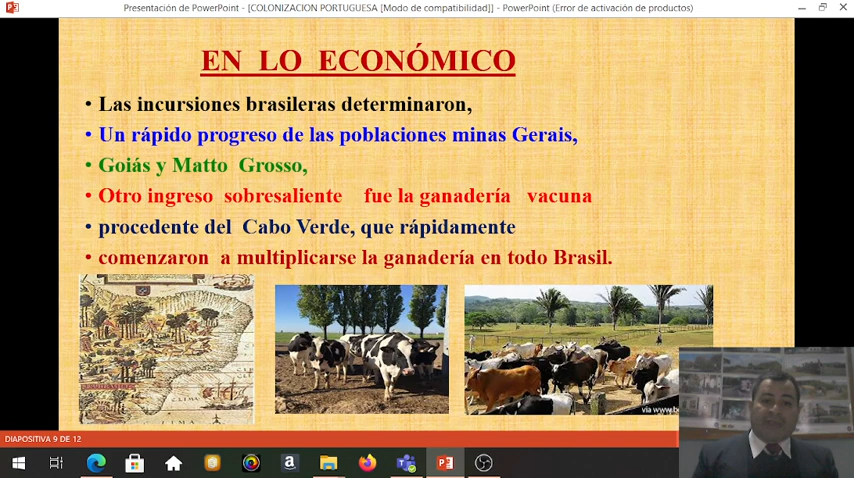 Presentación de PowerPoint - [COLONIZACION PORTUGUESA [Modo de compatibilidad]] - PowerPoint (Error de activación de productos)
EN LO ECONÓMICO
• Las incursiones brasileras determinaron,
• Un rápido progreso de las poblaciones minas Gerais,
• Goiás y Matto Grosso,
• Otro ingreso sobresaliente fue la ganadería vacuna
• procedente del Cabo Verde, que rápidamente
• comenzaron a multiplicarse la ganadería en todo Brasil.
via www.b
DIAPOSITIVA 9 DE 12